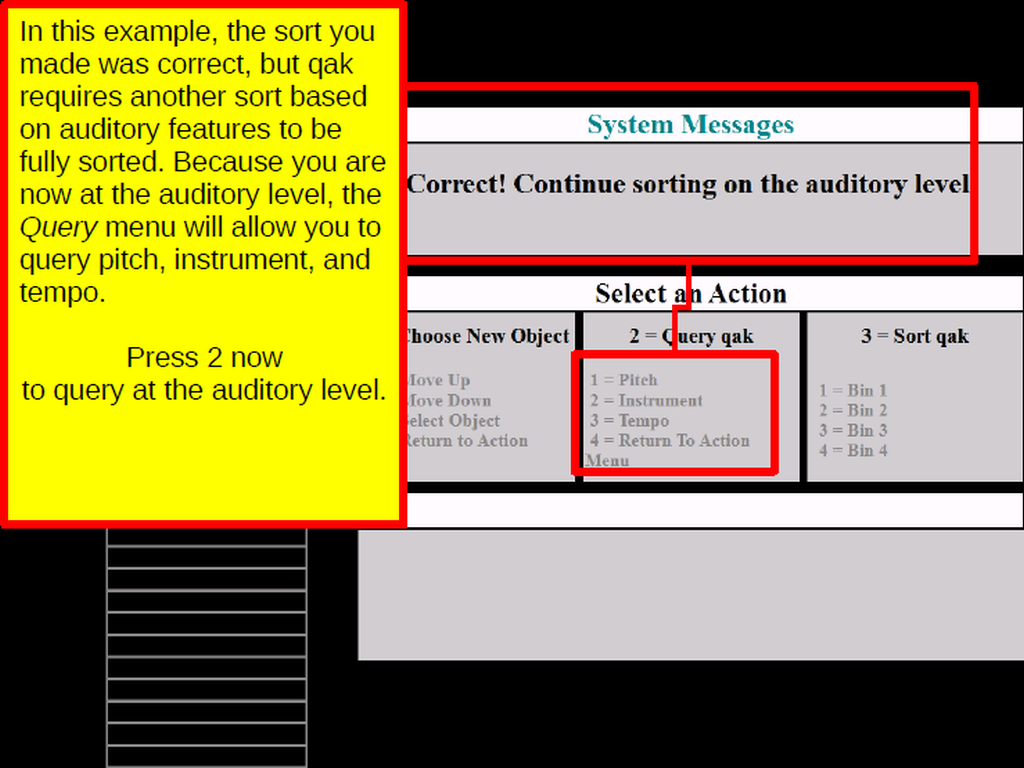 In this example, the sort you
made was correct, but qak
requires another sort based
on auditory features to be
fully sorted. Because you are
now at the auditory level, the
Query menu will allow you to
query pitch, instrument, and
tempo.
Press 2 now
to query at the auditory level.
System Messages
Correct! Continue sorting on the auditory level
Select an Action
Choose New Object
Move Up
Move Down
Select Object
Return to Action
2 = Query qak
1 = Pitch
2 = Instrument
3 = Tempo
4 = Return To Action
Menu
3 = Sort qak
1 = Bin 1
2 = Bin 2
3 = Bin 3
4 = Bin 4